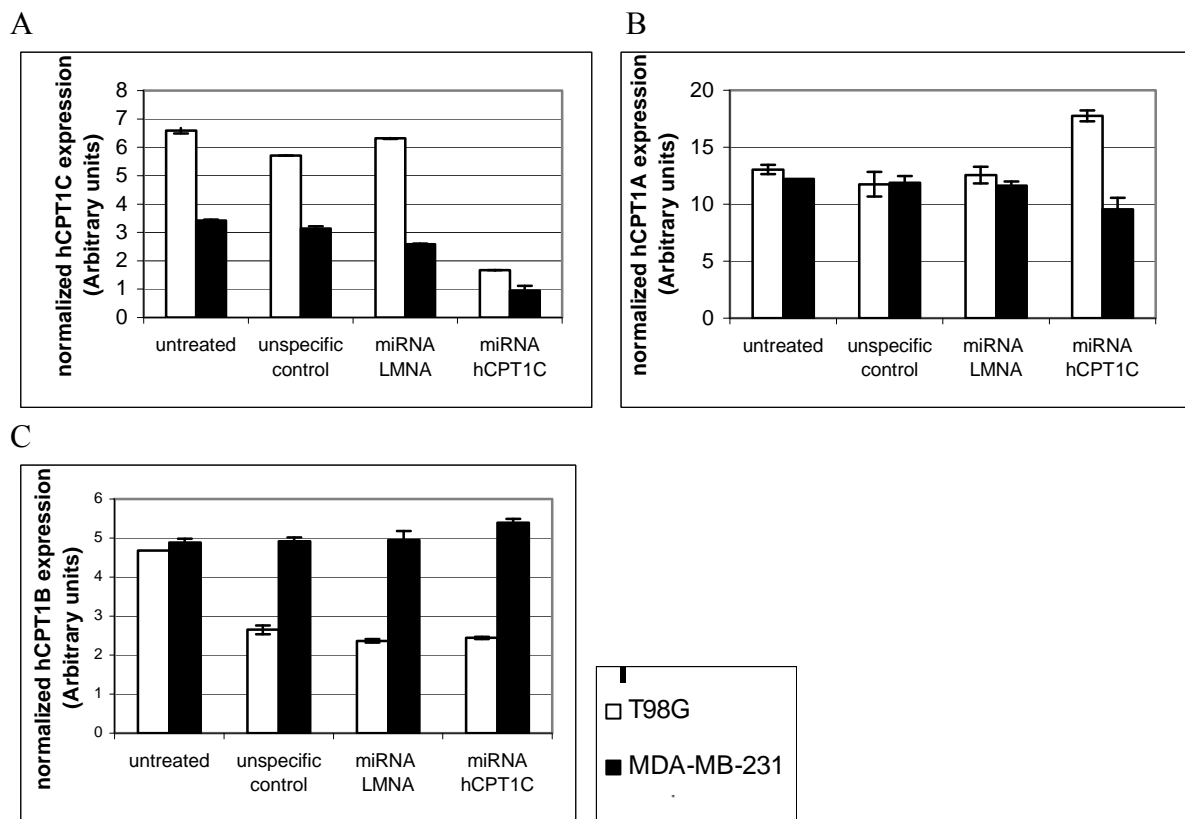 A
normalized hCPT1C expression
(Arbitrary units)
8
7
6
5
4
3
2
1
0
untreated
unspecific
control
miRNA
LMNA
miRNA
hCPT1C
B
normalized hCPT1A expression
(Arbitrary units)
20
15
10
5
0
untreated
unspecific
control
miRNA
LMNA
miRNA
hCPT1C
C
normalized hCPT1B expression
(Arbitrary units)
6
5
4
3
2
1
0
untreated
unspecific
control
miRNA
LMNA
miRNA
hCPT1C
T98G
MDA-MB-231